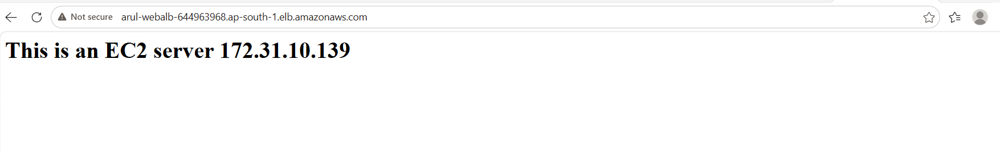 Not secure arul-webalb-644963968.ap-south-1.elb.amazonaws.com
This is an EC2 server 172.31.10.139